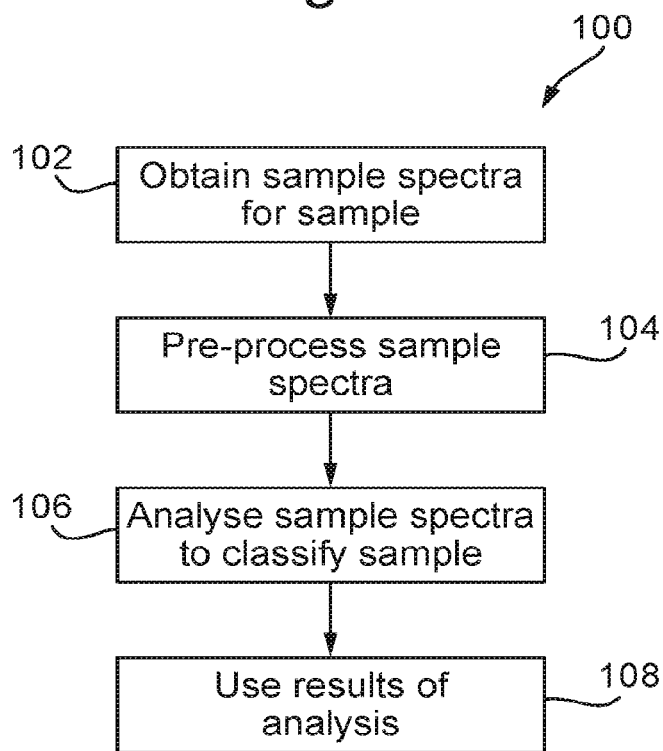 100
102
Obtain sample spectra
for sample
Pre-process sample
spectra
104
106
Analyse sample spectra
to classify sample
Use results of
analysis
108